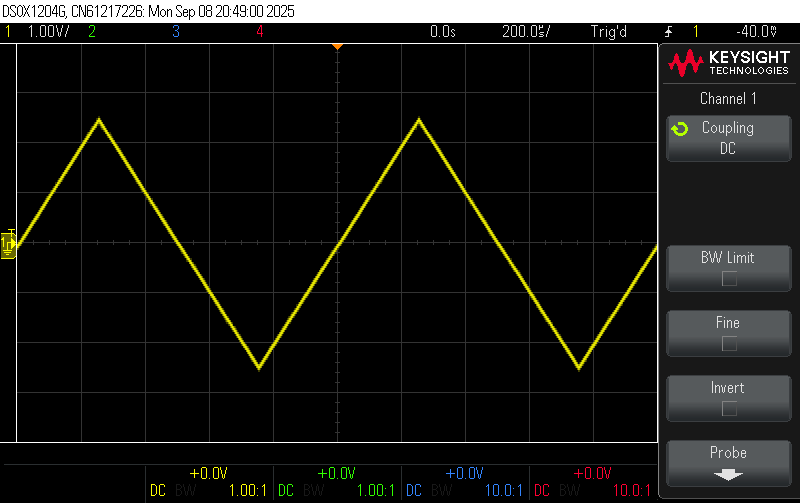 DSOX1204G, CN61217226: Mon Sep 08 20:49:00 2025
1 1.00V/ 2 3 4 0.0s 200.0µs/ Trig'd 1 -40.0mV
KEYSIGHT
TECHNOLOGIES
Channel 1
Coupling
DC
1
BW Limit
Fine
Invert
Probe
+0.0V +0.0V +0.0V +0.0V
DC BW 1.00:1 DC BW 1.00:1 DC BW 10.0:1 DC BW 10.0:1